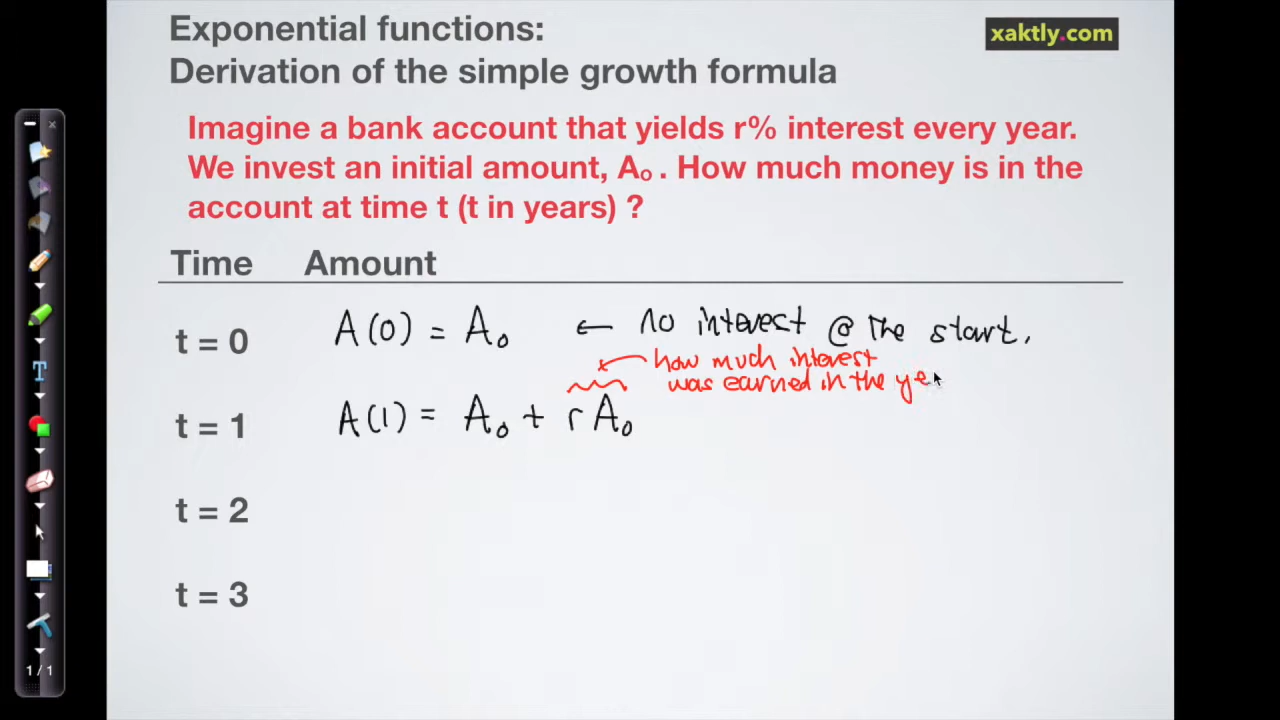 Exponential functions:
xaktly.com
Derivation of the simple growth formula
Imagine a bank account that yields r% interest every year.
We invest an initial amount, A₀ . How much money is in the
account at time t (t in years) ?
Time Amount
t = 0 A(0) = A₀ ← no interest @ the start.
how much interest
was earned in the ye
t = 1 A(1) = A₀ + rA₀
t = 2
t = 3
T
1 / 1